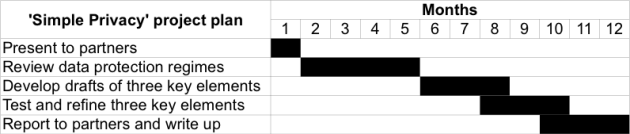 'Simple Privacy' project plan
Months
1 2 3 4 5 6 7 8 9 10 11 12
Present to partners
Review data protection regimes
Develop drafts of three key elements
Test and refine three key elements
Report to partners and write up